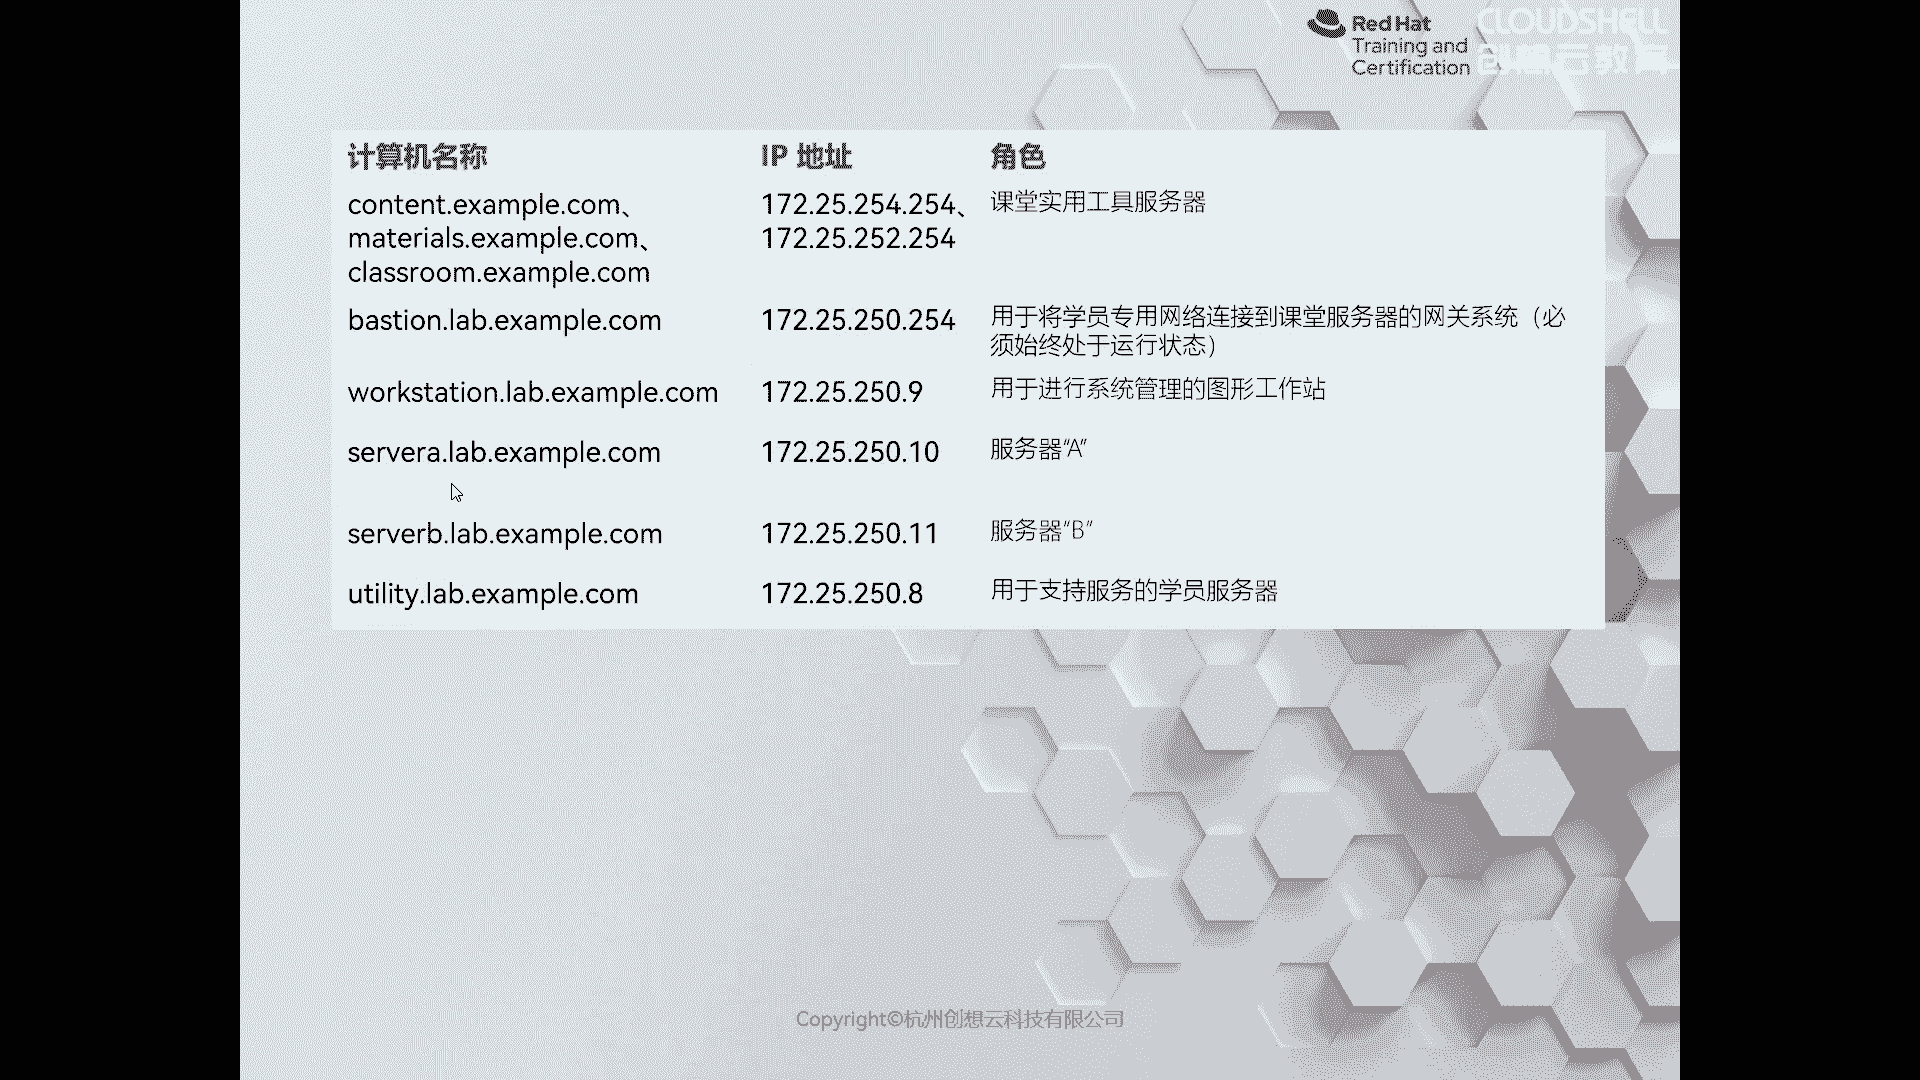 Red Hat
Training and
Certification
CLOUDSHELL
创想云教育
计算机名称 IP 地址 角色
content.example.com、 172.25.254.254、 课堂实用工具服务器
materials.example.com、 172.25.252.254
classroom.example.com
bastion.lab.example.com 172.25.250.254 用于将学员专用网络连接到课堂服务器的网关系统（必
须始终处于运行状态）
workstation.lab.example.com 172.25.250.9 用于进行系统管理的图形工作站
servera.lab.example.com 172.25.250.10 服务器“A”
serverb.lab.example.com 172.25.250.11 服务器“B”
utility.lab.example.com 172.25.250.8 用于支持服务的学员服务器
Copyright©杭州创想云科技有限公司